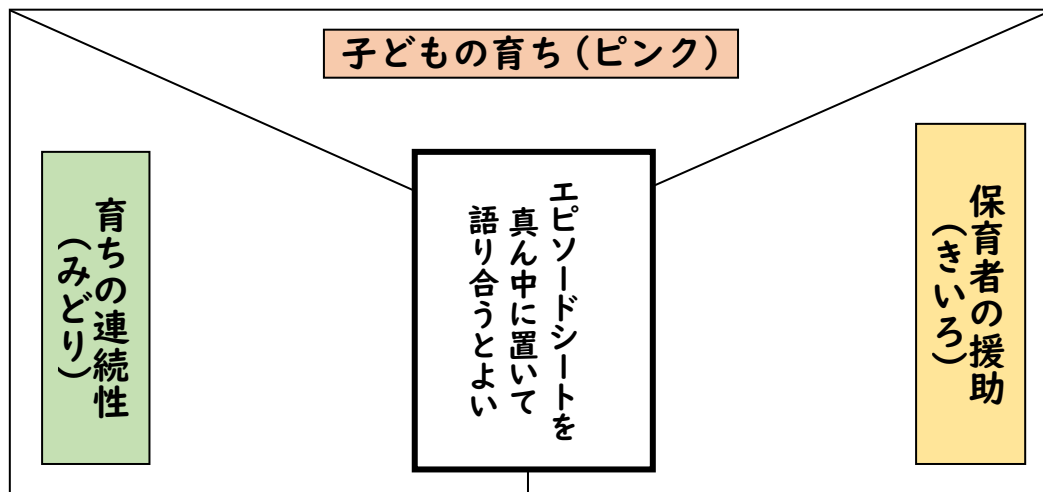 子どもの育ち(ピンク)
保育者の援助
(きいろ)
エピソードシートを
真ん中に置いて
語り合うとよい
育ちの連続性
(みどり)